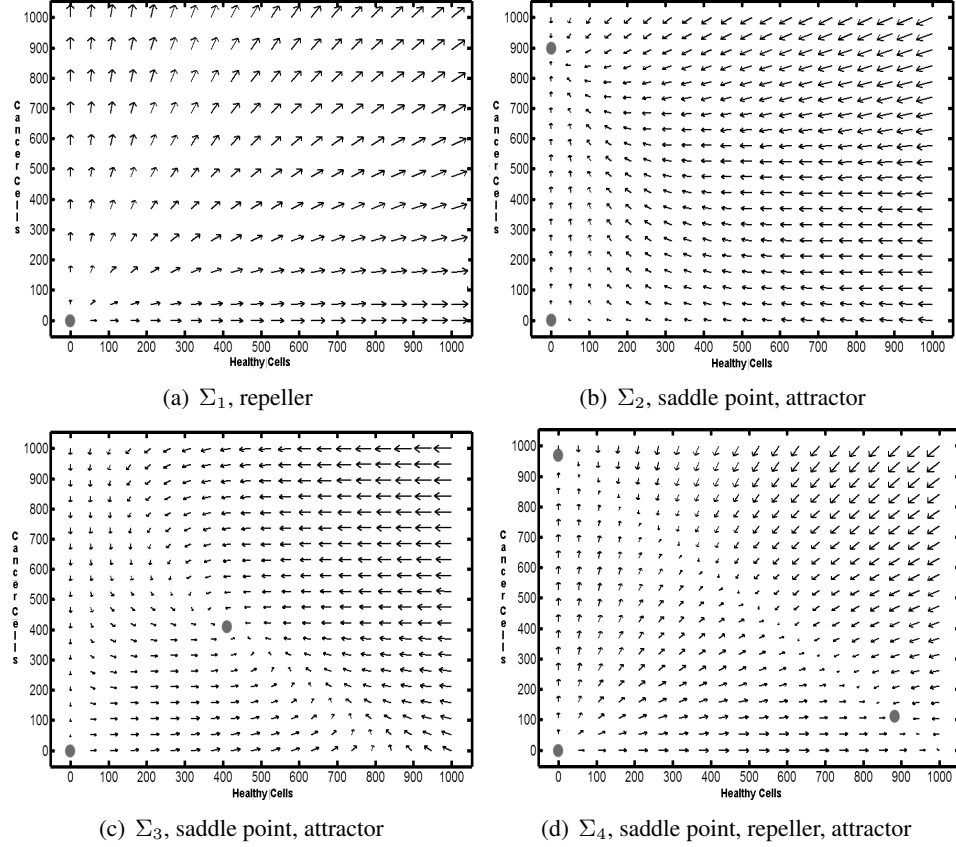 1000
900
800
700
600
500
400
300
200
100
0
Cancer Cells
0 100 200 300 400 500 600 700 800 900 1000
Healthy Cells
(a) Σ₁, repeller
1000
900
800
700
600
500
400
300
200
100
0
Cancer Cells
0 100 200 300 400 500 600 700 800 900 1000
Healthy Cells
(b) Σ₂, saddle point, attractor
1000
900
800
700
600
500
400
300
200
100
0
Cancer Cells
0 100 200 300 400 500 600 700 800 900 1000
Healthy Cells
(c) Σ₃, saddle point, attractor
1000
900
800
700
600
500
400
300
200
100
0
Cancer Cells
0 100 200 300 400 500 600 700 800 900 1000
Healthy Cells
(d) Σ₄, saddle point, repeller, attractor